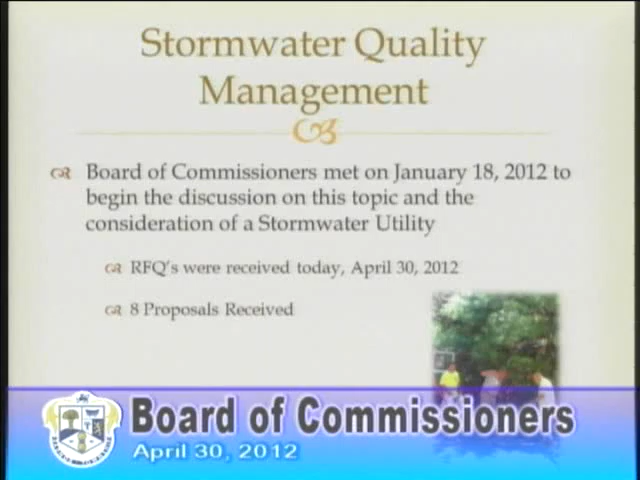 Stormwater Quality
Management
Board of Commissioners met on January 18, 2012 to
begin the discussion on this topic and the
consideration of a Stormwater Utility
RFQ's were received today, April 30, 2012
8 Proposals Received
Board of Commissioners
April 30, 2012